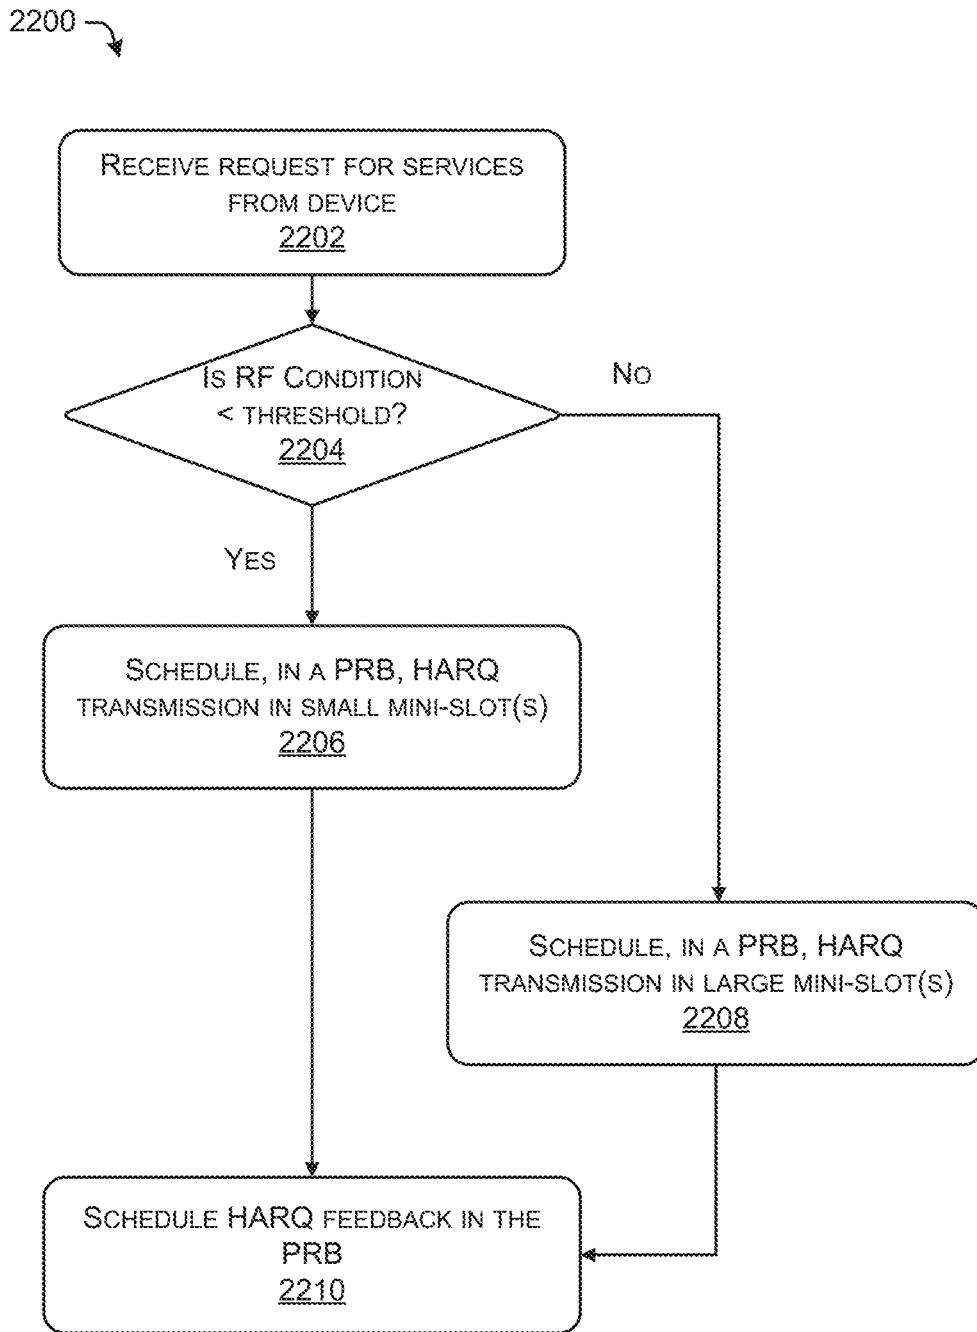 2200
RECEIVE REQUEST FOR SERVICES
FROM DEVICE
2202
IS RF CONDITION
< THRESHOLD?
2204
NO
YES
SCHEDULE, IN A PRB, HARQ
TRANSMISSION IN SMALL MINI-SLOT(S)
2206
SCHEDULE, IN A PRB, HARQ
TRANSMISSION IN LARGE MINI-SLOT(S)
2208
SCHEDULE HARQ FEEDBACK IN THE
PRB
2210